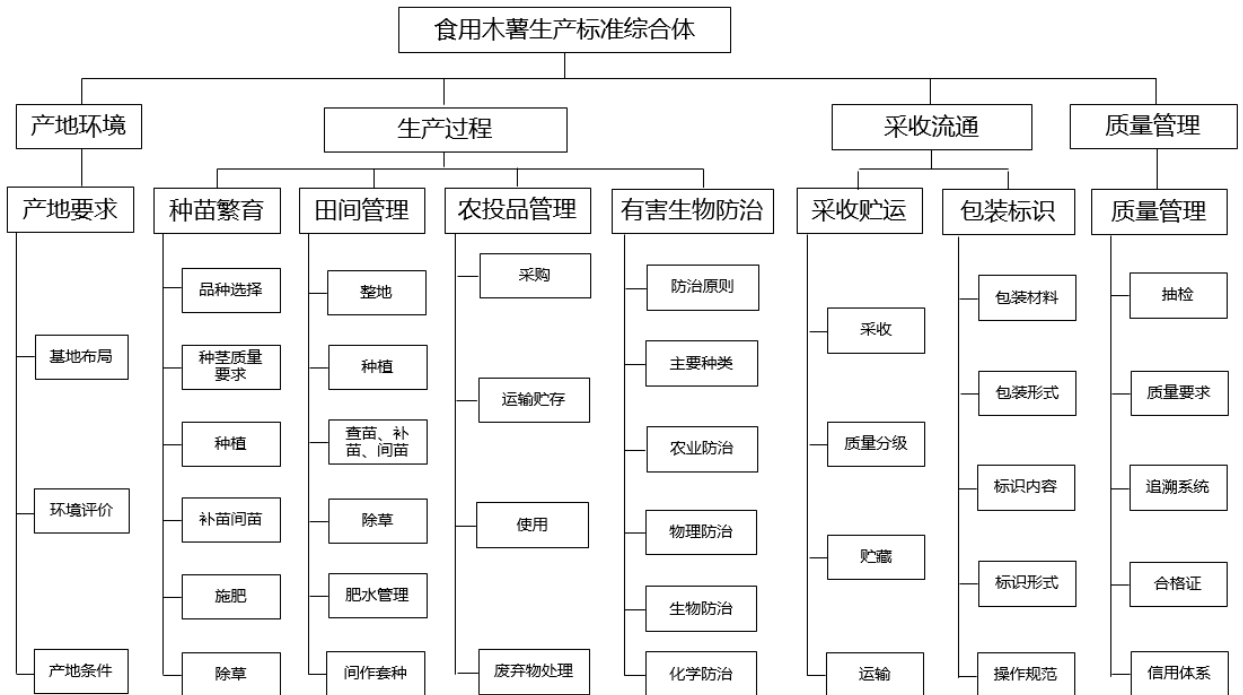 食用木薯生产标准综合体
产地环境
生产过程
采收流通
质量管理
产地要求
种苗繁育
田间管理
农投品管理
有害生物防治
采收贮运
包装标识
质量管理
基地布局
环境评价
产地条件
品种选择
种茎质量
要求
种植
补苗间苗
施肥
除草
整地
种植
查苗、补
苗、间苗
除草
肥水管理
间作套种
采购
运输贮存
使用
废弃物处理
防治原则
主要种类
农业防治
物理防治
生物防治
化学防治
采收
质量分级
贮藏
运输
包装材料
包装形式
标识内容
标识形式
操作规范
抽检
质量要求
追溯系统
合格证
信用体系